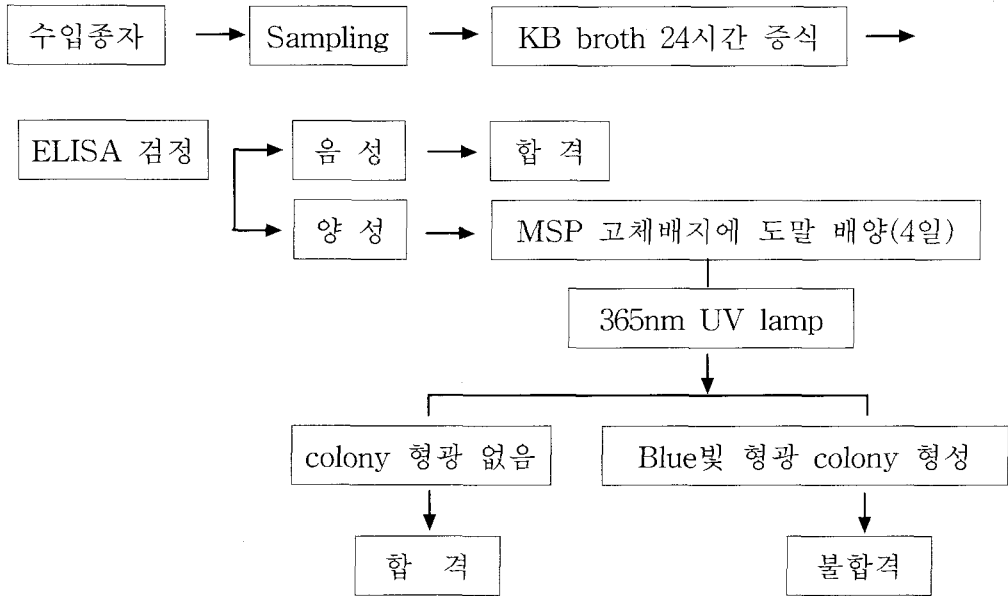 수입종자
Sampling
KB broth 24시간 증식
ELISA 검정
음 성
합 격
양 성
MSP 고체배지에 도말 배양(4일)
365nm UV lamp
colony 형광 없음
Blue빛 형광 colony 형성
합 격
불합격